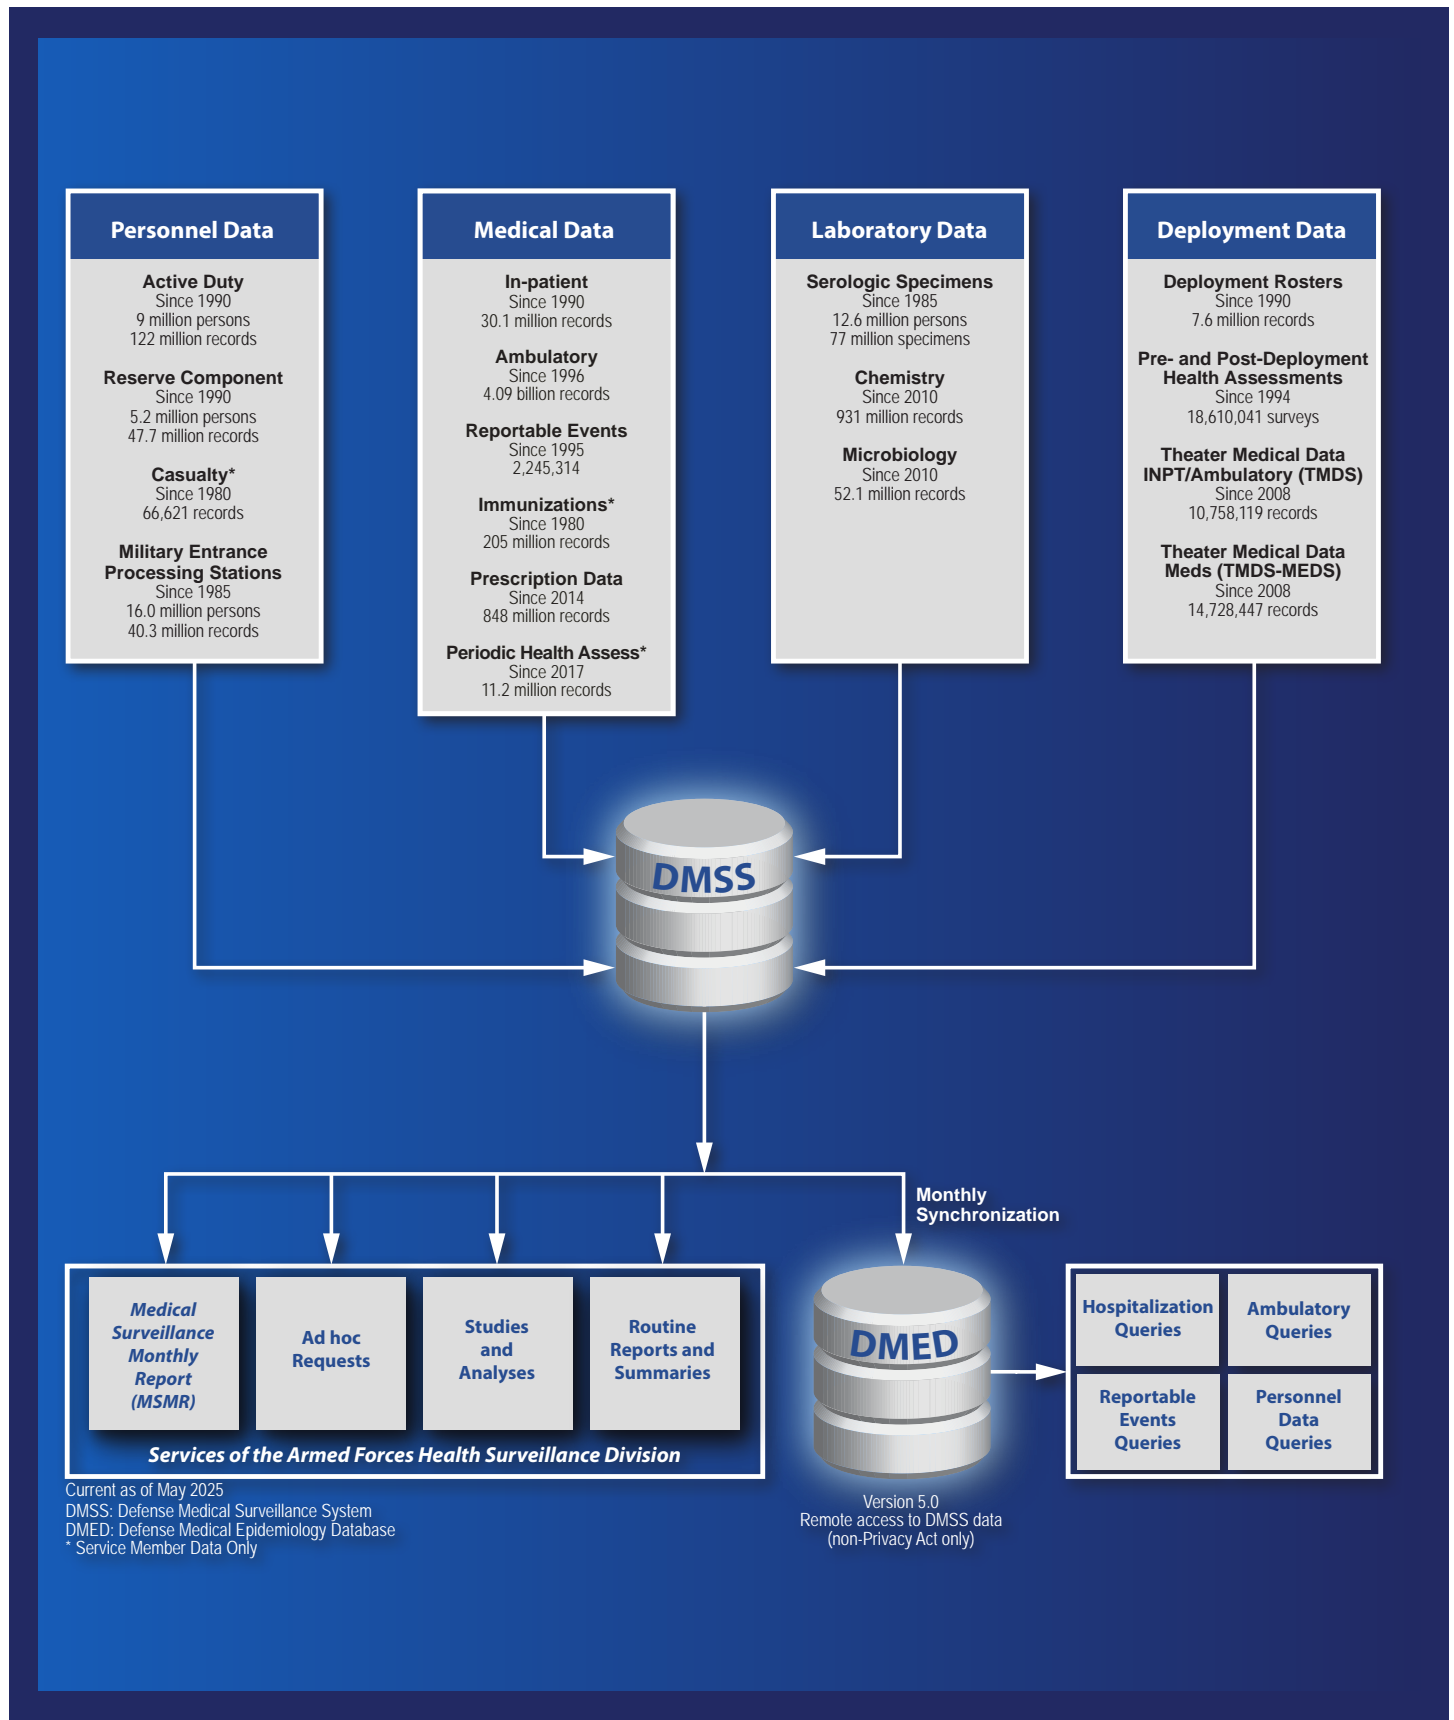 Personnel Data
Active Duty
Since 1990
9 million persons
122 million records
Reserve Component
Since 1990
5.2 million persons
47.7 million records
Casualty*
Since 1980
66,621 records
Military Entrance
Processing Stations
Since 1985
16.0 million persons
40.3 million records
Medical Data
In-patient
Since 1990
30.1 million records
Ambulatory
Since 1996
4.09 billion records
Reportable Events
Since 1995
2,245,314
Immunizations*
Since 1980
205 million records
Prescription Data
Since 2014
848 million records
Periodic Health Assess*
Since 2017
11.2 million records
Laboratory Data
Serologic Specimens
Since 1985
12.6 million persons
77 million specimens
Chemistry
Since 2010
931 million records
Microbiology
Since 2010
52.1 million records
Deployment Data
Deployment Rosters
Since 1990
7.6 million records
Pre- and Post-Deployment
Health Assessments
Since 1994
18,610,041 surveys
Theater Medical Data
INPT/Ambulatory (TMDS)
Since 2008
10,758,119 records
Theater Medical Data
Meds (TMDS-MEDS)
Since 2008
14,728,447 records
DMSS
Monthly
Synchronization
Medical
Surveillance
Monthly
Report
(MSMR)
Ad hoc
Requests
Studies
and
Analyses
Routine
Reports and
Summaries
Services of the Armed Forces Health Surveillance Division
DMED
Version 5.0
Remote access to DMSS data
(non-Privacy Act only)
Hospitalization
Queries
Ambulatory
Queries
Reportable
Events
Queries
Personnel
Data
Queries
Current as of May 2025
DMSS: Defense Medical Surveillance System
DMED: Defense Medical Epidemiology Database
* Service Member Data Only